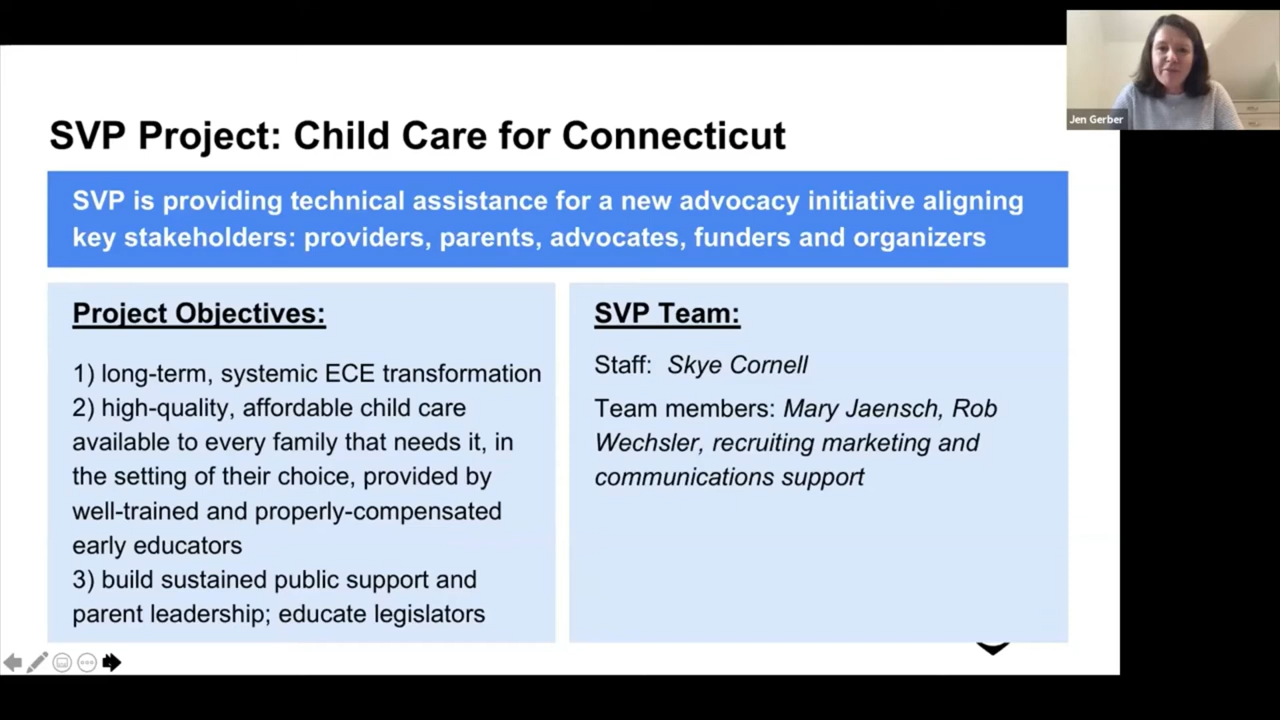 Jen Gerber
SVP Project: Child Care for Connecticut
SVP is providing technical assistance for a new advocacy initiative aligning
key stakeholders: providers, parents, advocates, funders and organizers
Project Objectives:
1) long-term, systemic ECE transformation
2) high-quality, affordable child care
available to every family that needs it, in
the setting of their choice, provided by
well-trained and properly-compensated
early educators
3) build sustained public support and
parent leadership; educate legislators
SVP Team:
Staff: Skye Cornell
Team members: Mary Jaensch, Rob
Wechsler, recruiting marketing and
communications support